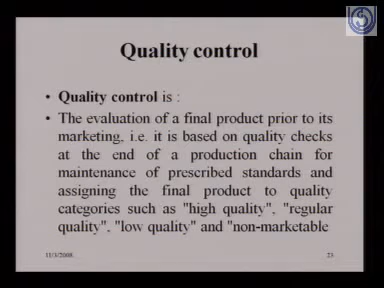 Quality control
• Quality control is :
• The evaluation of a final product prior to its
marketing, i.e. it is based on quality checks
at the end of a production chain for
maintenance of prescribed standards and
assigning the final product to quality
categories such as "high quality", "regular
quality", "low quality" and "non-marketable
11/3/2008
23